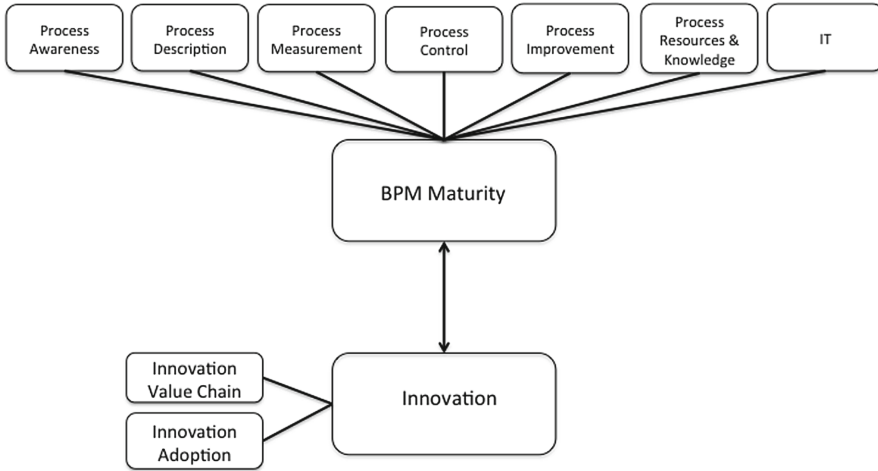 Process
Awareness
Process
Description
Process
Measurement
Process
Control
Process
Improvement
Process
Resources &
Knowledge
IT
BPM Maturity
Innovation
Value Chain
Innovation
Adoption
Innovation